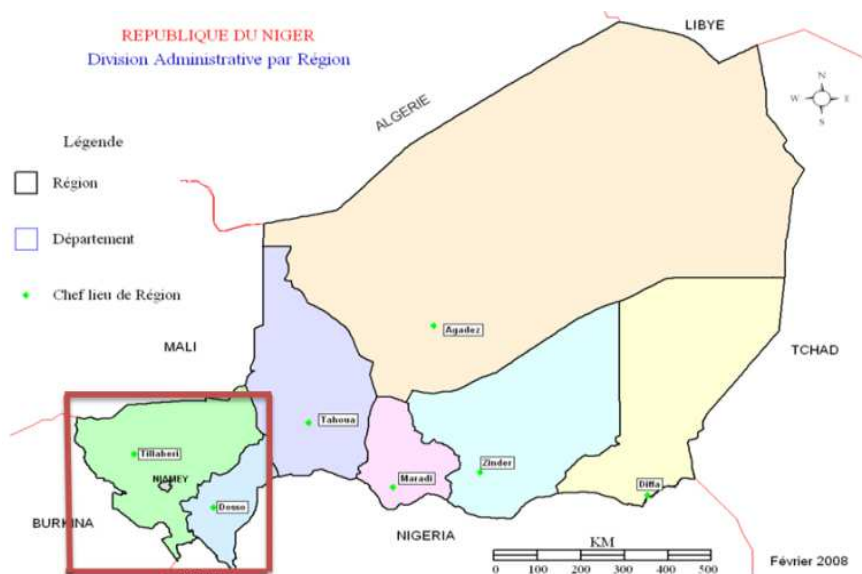 REPUBLIQUE DU NIGER
Division Administrative par Région
LIBYE
N
W E
S
ALGERIE
Légende
Région
Département
Chef lieu de Région
Agadez
MALI
TCHAD
Tahoua
Tillaberi
Zinder
Maradi
NIAMEY
Diffa
Dosso
BURKINA
NIGERIA
KM
0 100 200 300 400 500
Février 2008